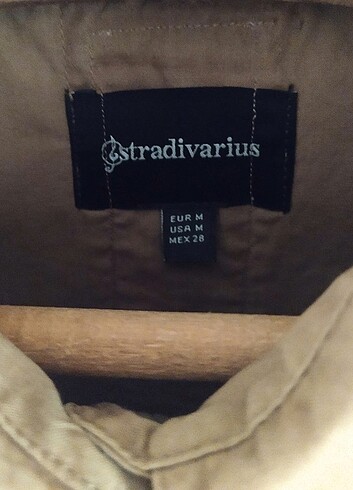 stradivarius
EUR M
USA M
MEX 28